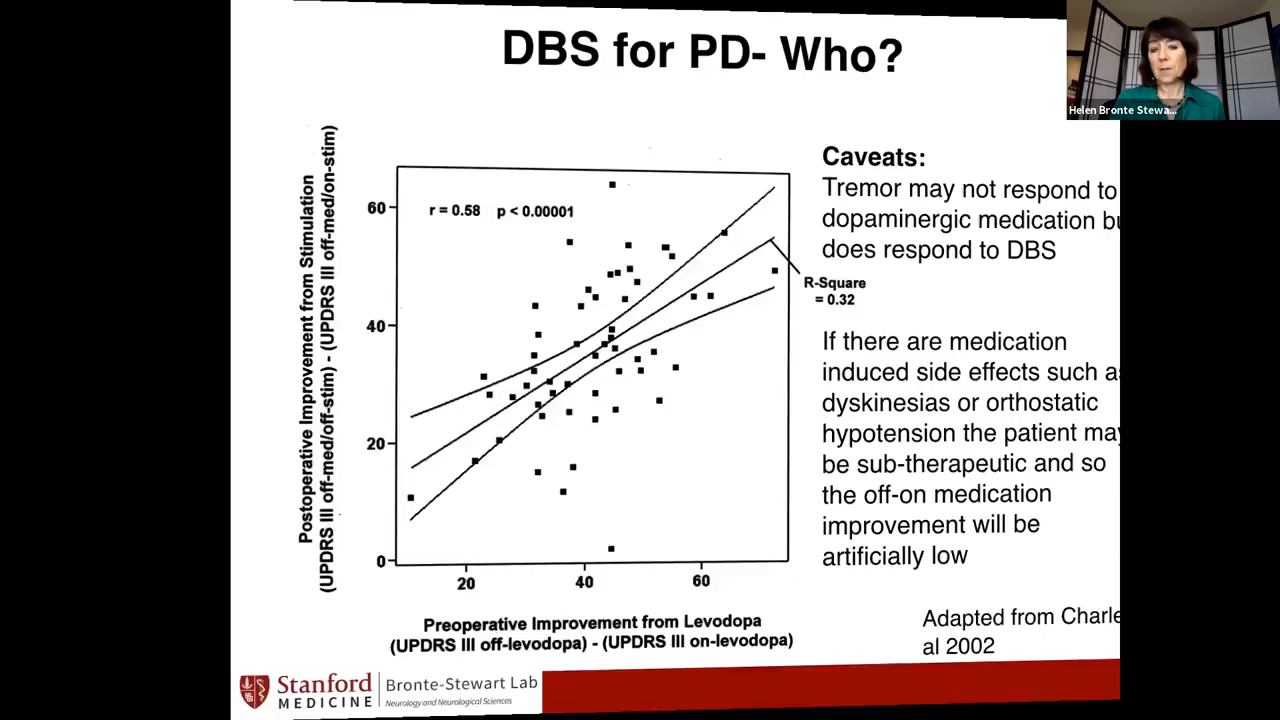 DBS for PD- Who?
Helen Bronte Stewa...
Postoperative Improvement from Stimulation
(UPDRS III off-med/off-stim) - (UPDRS III off-med/on-stim)
60
40
20
0
r = 0.58 p < 0.00001
R-Square
= 0.32
20
40
60
Preoperative Improvement from Levodopa
(UPDRS III off-levodopa) - (UPDRS III on-levodopa)
Caveats:
Tremor may not respond to
dopaminergic medication bu
does respond to DBS
If there are medication
induced side effects such as
dyskinesias or orthostatic
hypotension the patient may
be sub-therapeutic and so
the off-on medication
improvement will be
artificially low
Adapted from Charle
al 2002
Stanford
MEDICINE
Bronte-Stewart Lab
Neurology and Neurological Sciences